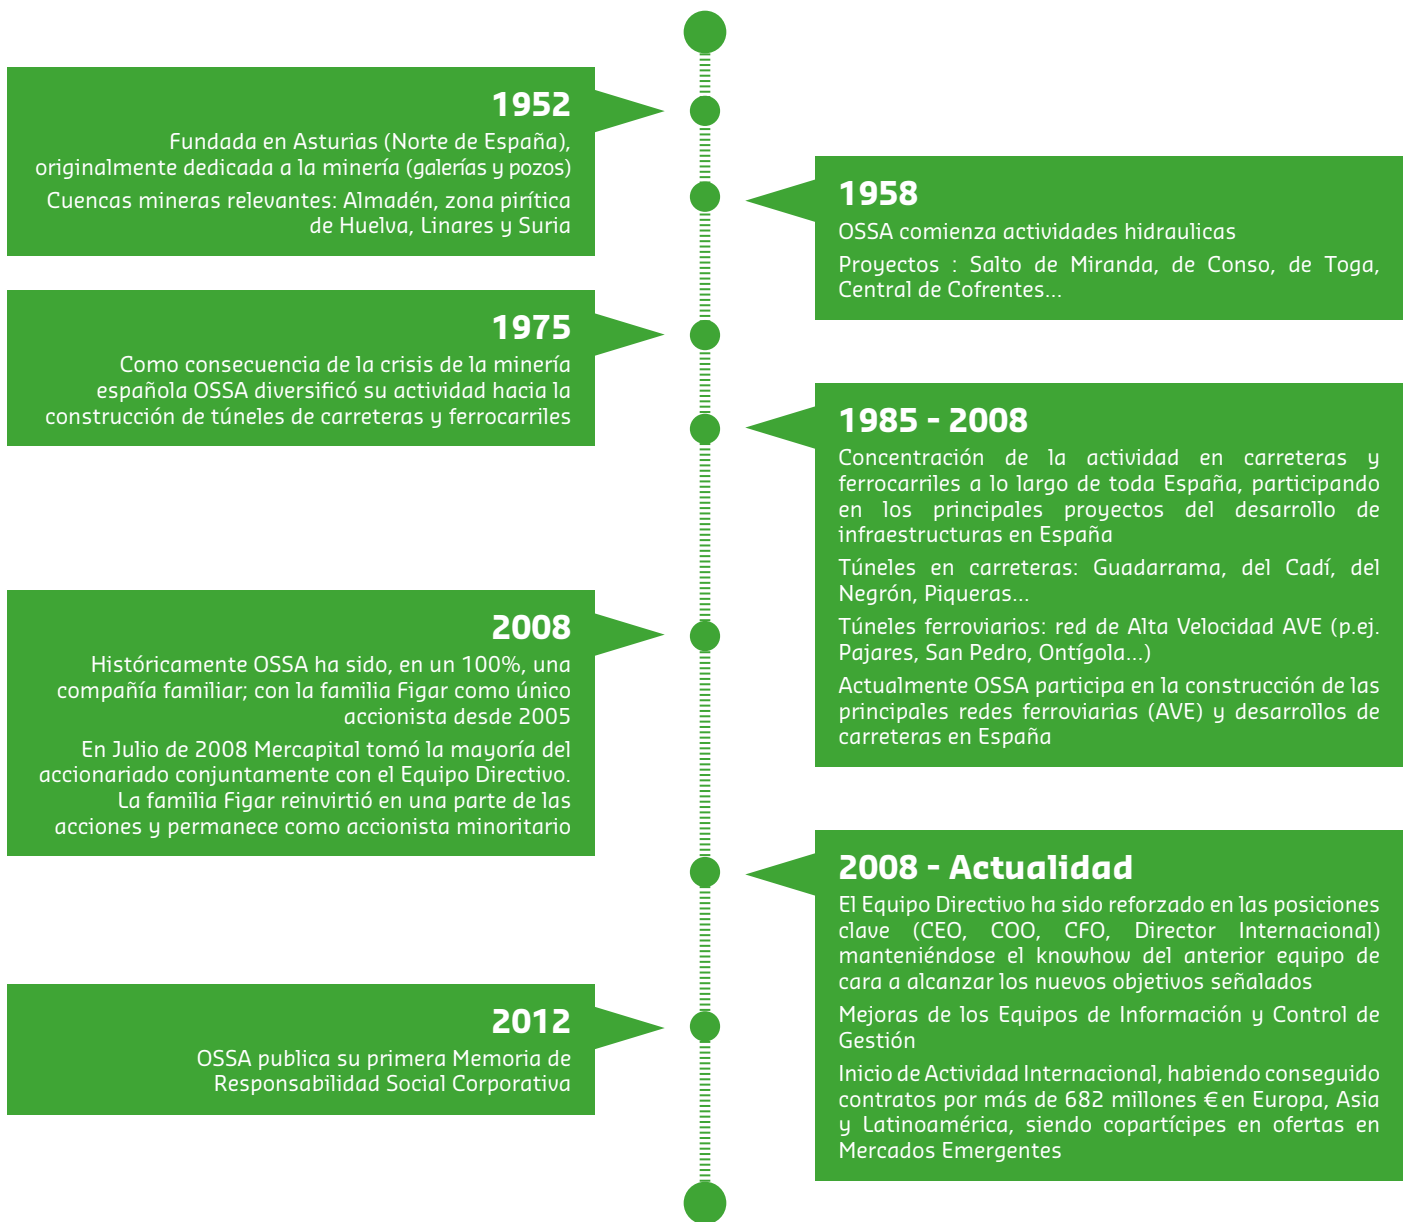 1952
Fundada en Asturias (Norte de España),
originalmente dedicada a la minería (galerías y pozos)
Cuencas mineras relevantes: Almadén, zona pirítica
de Huelva, Linares y Suria
1958
OSSA comienza actividades hidraulicas
Proyectos : Salto de Miranda, de Conso, de Toga,
Central de Cofrentes...
1975
Como consecuencia de la crisis de la minería
española OSSA diversificó su actividad hacia la
construcción de túneles de carreteras y ferrocarriles
1985 - 2008
Concentración de la actividad en carreteras y
ferrocarriles a lo largo de toda España, participando
en los principales proyectos del desarrollo de
infraestructuras en España
Túneles en carreteras: Guadarrama, del Cadí, del
Negrón, Piqueras...
Túneles ferroviarios: red de Alta Velocidad AVE (p.ej.
Pajares, San Pedro, Ontígola...)
Actualmente OSSA participa en la construcción de las
principales redes ferroviarias (AVE) y desarrollos de
carreteras en España
2008
Históricamente OSSA ha sido, en un 100%, una
compañía familiar; con la familia Figar como único
accionista desde 2005
En Julio de 2008 Mercapital tomó la mayoría del
accionariado conjuntamente con el Equipo Directivo.
La familia Figar reinvirtió en una parte de las
acciones y permanece como accionista minoritario
2008 - Actualidad
El Equipo Directivo ha sido reforzado en las posiciones
clave (CEO, COO, CFO, Director Internacional)
manteniéndose el knowhow del anterior equipo de
cara a alcanzar los nuevos objetivos señalados
Mejoras de los Equipos de Información y Control de
Gestión
Inicio de Actividad Internacional, habiendo conseguido
contratos por más de 682 millones € en Europa, Asia
y Latinoamérica, siendo copartícipes en ofertas en
Mercados Emergentes
2012
OSSA publica su primera Memoria de
Responsabilidad Social Corporativa